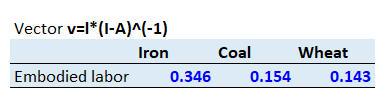 Vector v=l*(I-A)^(-1)
Iron Coal Wheat
Embodied labor 0.346 0.154 0.143